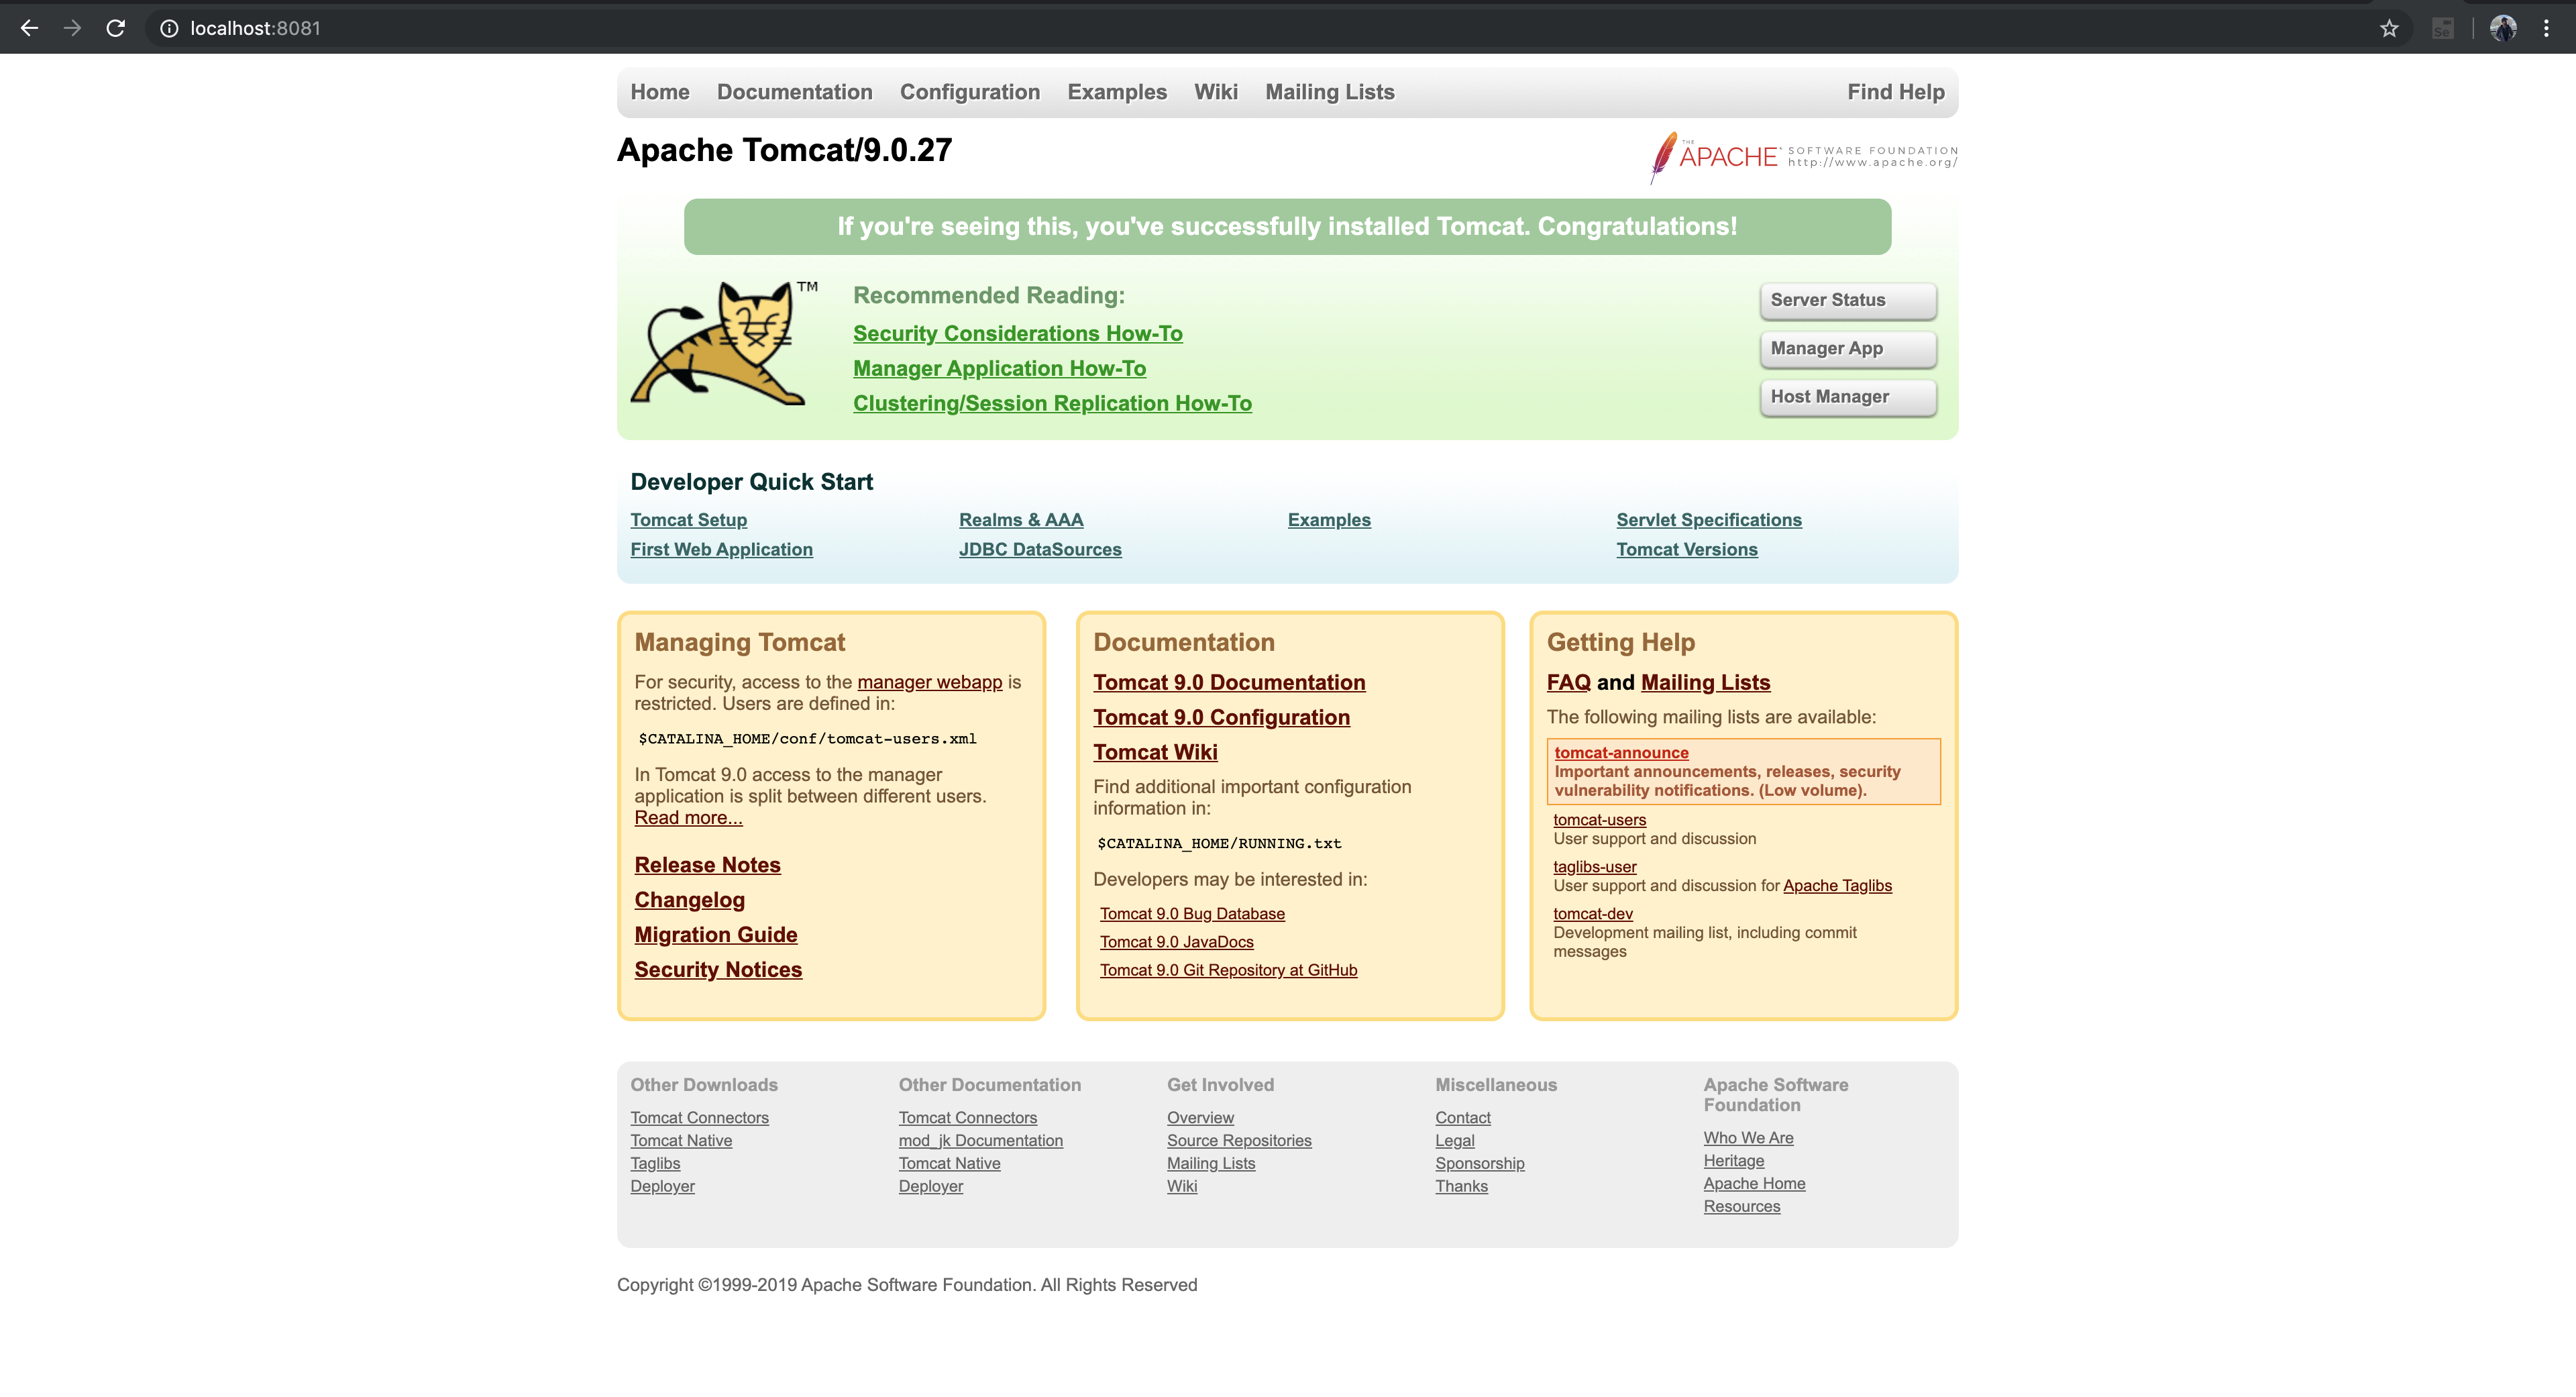 localhost:8081
Se
Home Documentation Configuration Examples Wiki Mailing Lists Find Help
Apache Tomcat/9.0.27
THE APACHE SOFTWARE FOUNDATION
http://www.apache.org/
If you're seeing this, you've successfully installed Tomcat. Congratulations!
TM
Recommended Reading:
Security Considerations How-To
Manager Application How-To
Clustering/Session Replication How-To
Server Status
Manager App
Host Manager
Developer Quick Start
Tomcat Setup
First Web Application
Realms & AAA
JDBC DataSources
Examples
Servlet Specifications
Tomcat Versions
Managing Tomcat
For security, access to the manager webapp is
restricted. Users are defined in:
$CATALINA_HOME/conf/tomcat-users.xml
In Tomcat 9.0 access to the manager
application is split between different users.
Read more...
Release Notes
Changelog
Migration Guide
Security Notices
Documentation
Tomcat 9.0 Documentation
Tomcat 9.0 Configuration
Tomcat Wiki
Find additional important configuration
information in:
$CATALINA_HOME/RUNNING.txt
Developers may be interested in:
Tomcat 9.0 Bug Database
Tomcat 9.0 JavaDocs
Tomcat 9.0 Git Repository at GitHub
Getting Help
FAQ and Mailing Lists
The following mailing lists are available:
tomcat-announce
Important announcements, releases, security
vulnerability notifications. (Low volume).
tomcat-users
User support and discussion
taglibs-user
User support and discussion for Apache Taglibs
tomcat-dev
Development mailing list, including commit
messages
Other Downloads
Tomcat Connectors
Tomcat Native
Taglibs
Deployer
Other Documentation
Tomcat Connectors
mod_jk Documentation
Tomcat Native
Deployer
Get Involved
Overview
Source Repositories
Mailing Lists
Wiki
Miscellaneous
Contact
Legal
Sponsorship
Thanks
Apache Software
Foundation
Who We Are
Heritage
Apache Home
Resources
Copyright ©1999-2019 Apache Software Foundation. All Rights Reserved